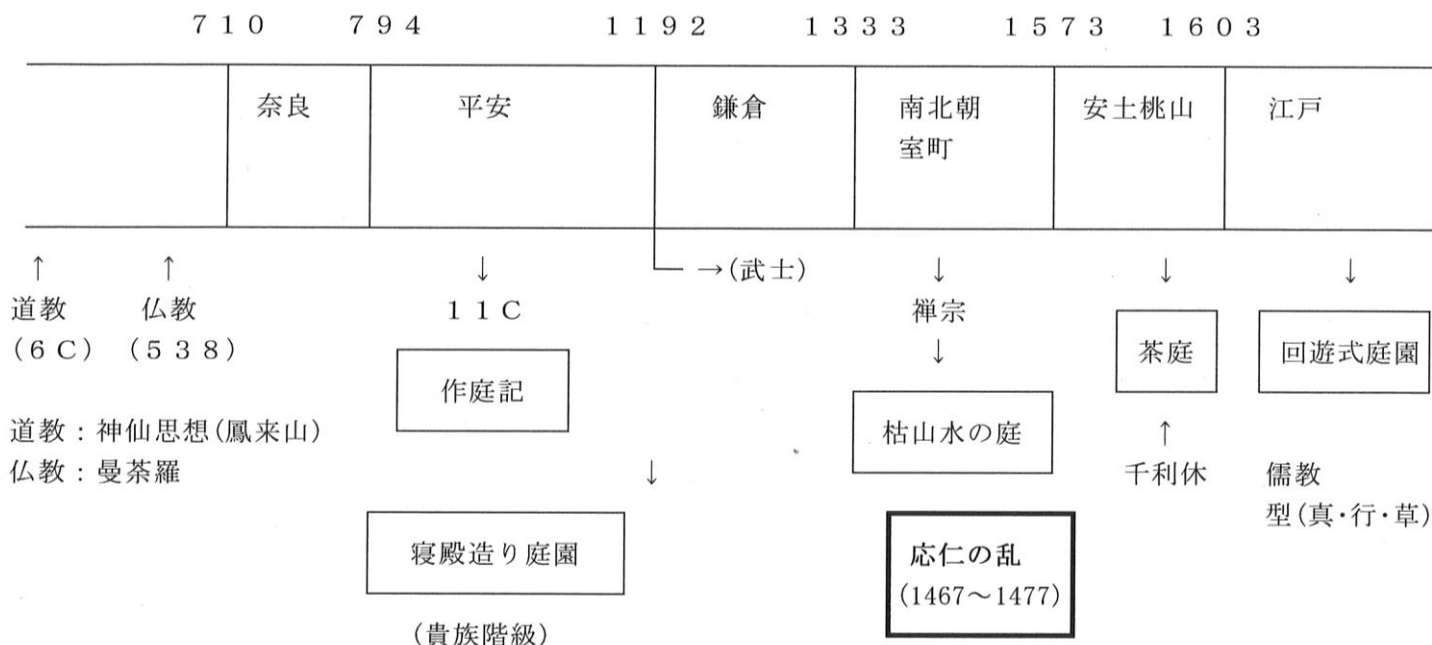 ７１０　７９４　１１９２　１３３３　１５７３　１６０３
奈良　平安　鎌倉　南北朝　安土桃山　江戸
室町
↑　↑　↓　→(武士)　↓　↓　↓
道教　仏教　１１Ｃ　禅宗　茶庭　回遊式庭園
(６Ｃ)　(５３８)　↓
作庭記
道教：神仙思想(鳳来山)　枯山水の庭　↑
仏教：曼荼羅　↓　千利休　儒教
型(真・行・草)
寝殿造り庭園　応仁の乱
(1467～1477)
(貴族階級)